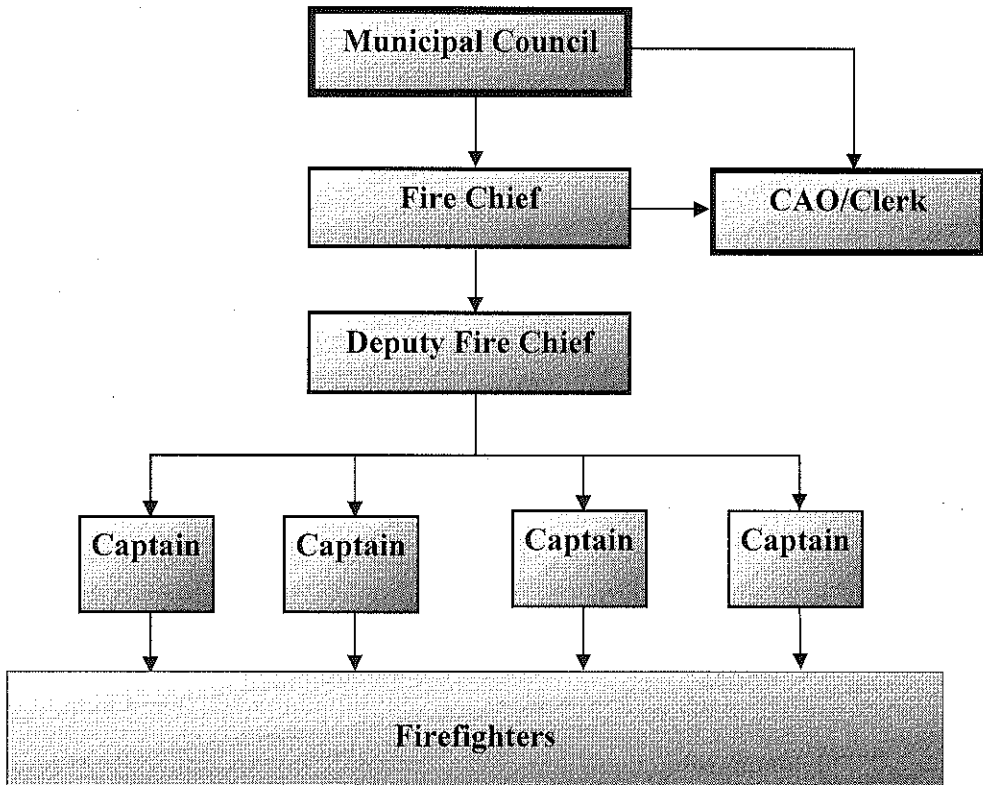 Municipal Council
Fire Chief
CAO/Clerk
Deputy Fire Chief
Captain
Captain
Captain
Captain
Firefighters